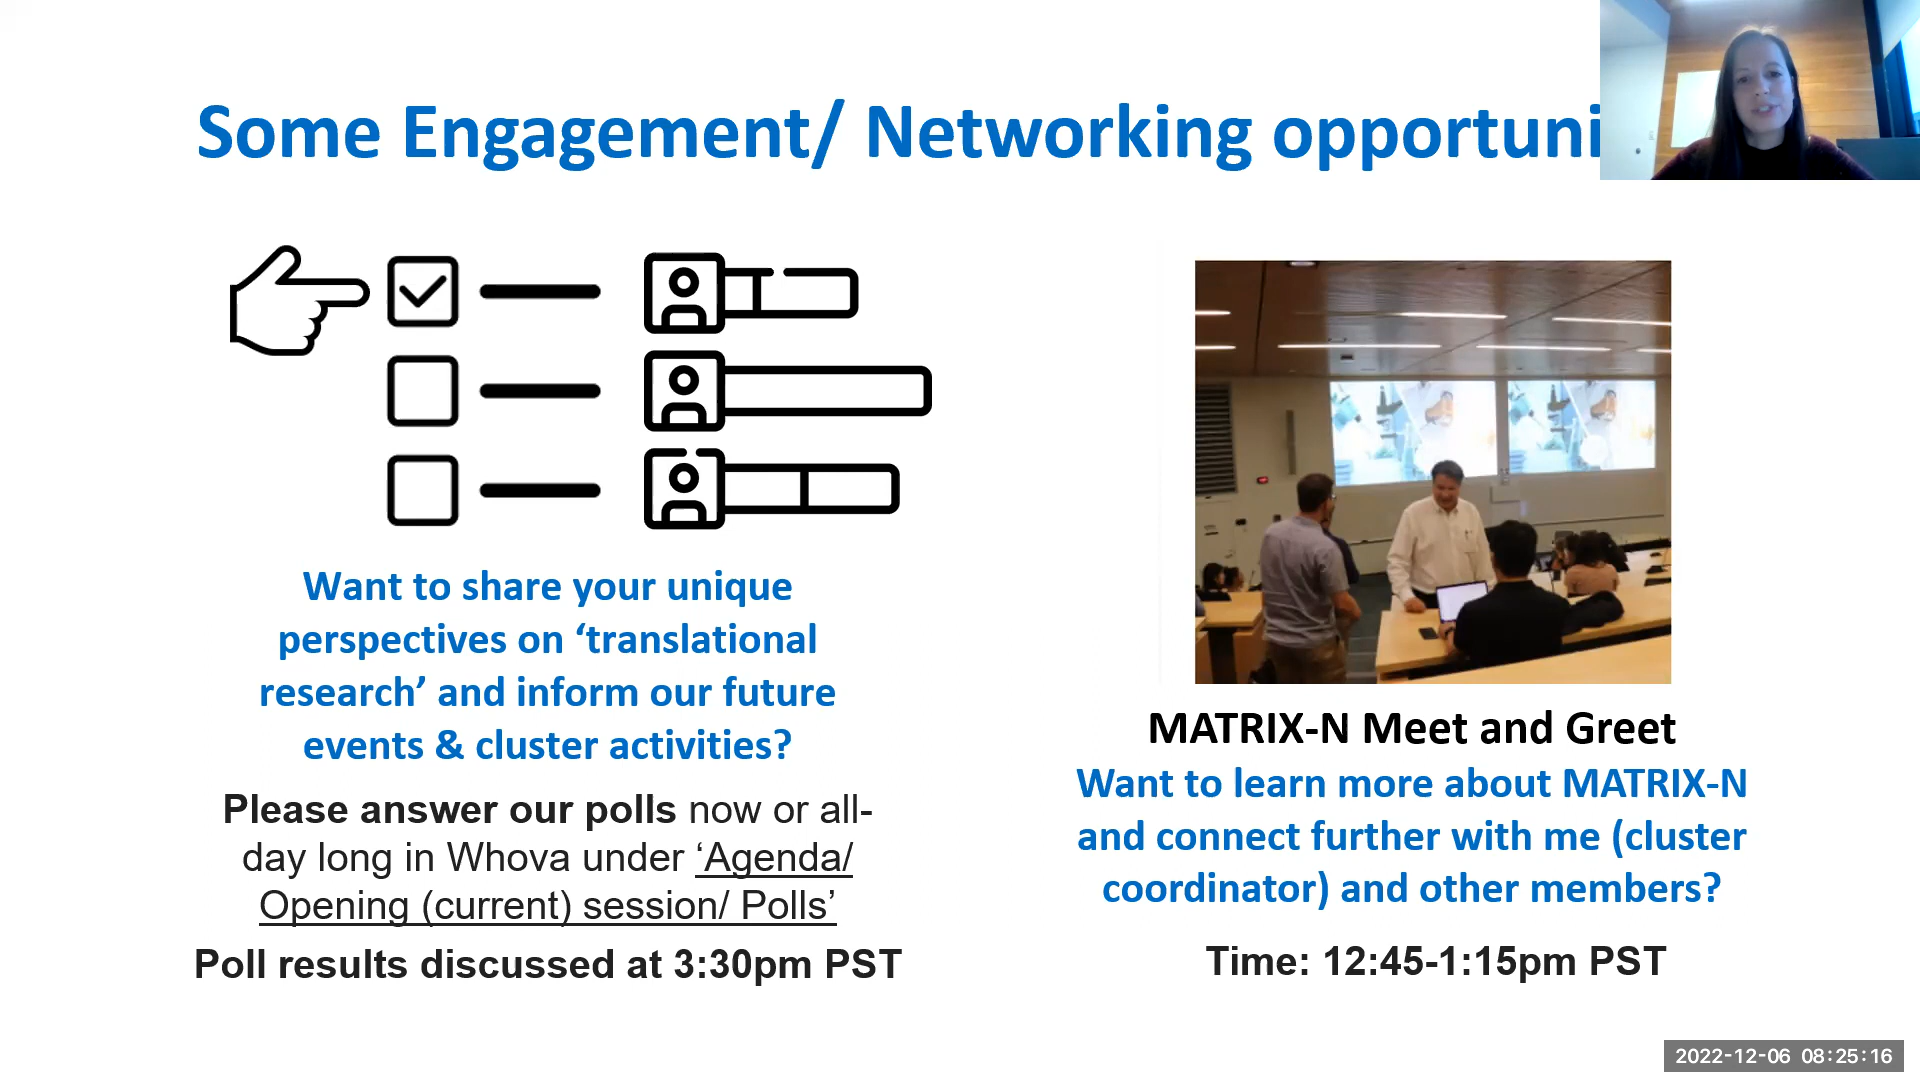 Some Engagement/ Networking opportuni
Want to share your unique
perspectives on ‘translational
research’ and inform our future
events & cluster activities?
Please answer our polls now or all-
day long in Whova under ‘Agenda/
Opening (current) session/ Polls’
Poll results discussed at 3:30pm PST
MATRIX-N Meet and Greet
Want to learn more about MATRIX-N
and connect further with me (cluster
coordinator) and other members?
Time: 12:45-1:15pm PST
2022-12-06 08:25:16